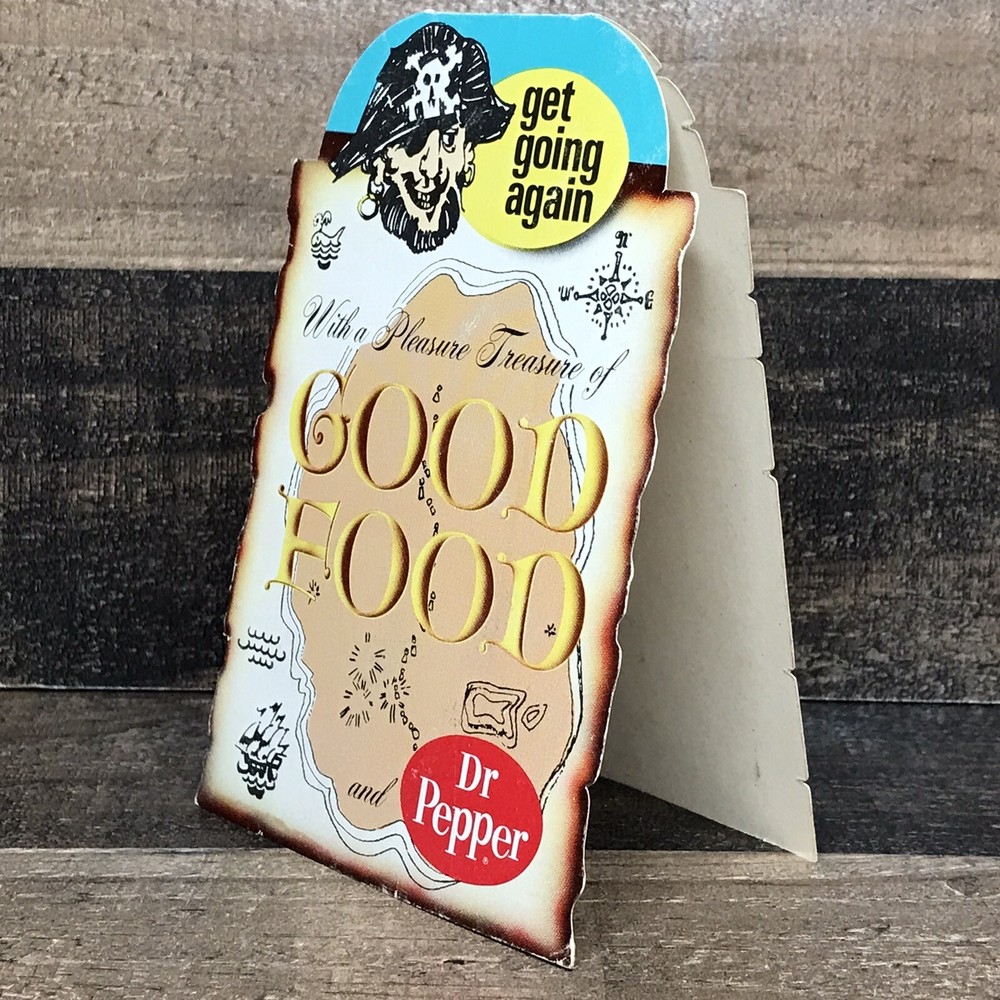 get
going
again
N
W E
With a Pleasure Treasure of
GOOD
FOOD
and
Dr
Pepper®